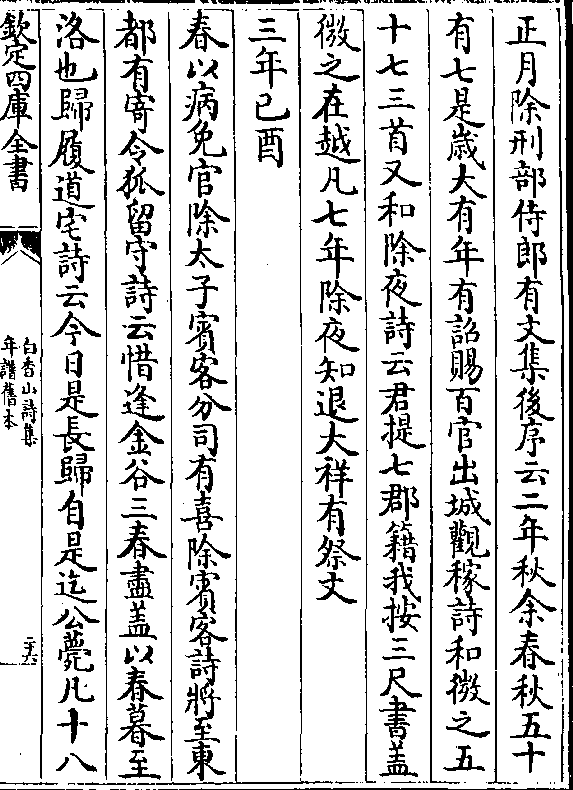 正月除刑部侍郎有文集後序云二年秋余春秋五十
有七是歲大有年有詔賜百官出城觀稼詩和微之五
十七三首又和除夜詩云君提七郡籍我按三尺書盖
微之在越凡七年除夜知退大祥有祭文
三年己酉
春以病免官除太子賓客分司有喜除賓客詩將至東
都有寄令狐留守詩云惜逢金谷三春盡盖以春暮至
洛也歸履道宅詩云今日是長歸自是迄公薨凡十八
欽定四庫全書
白香山詩集
年譜舊本
二六